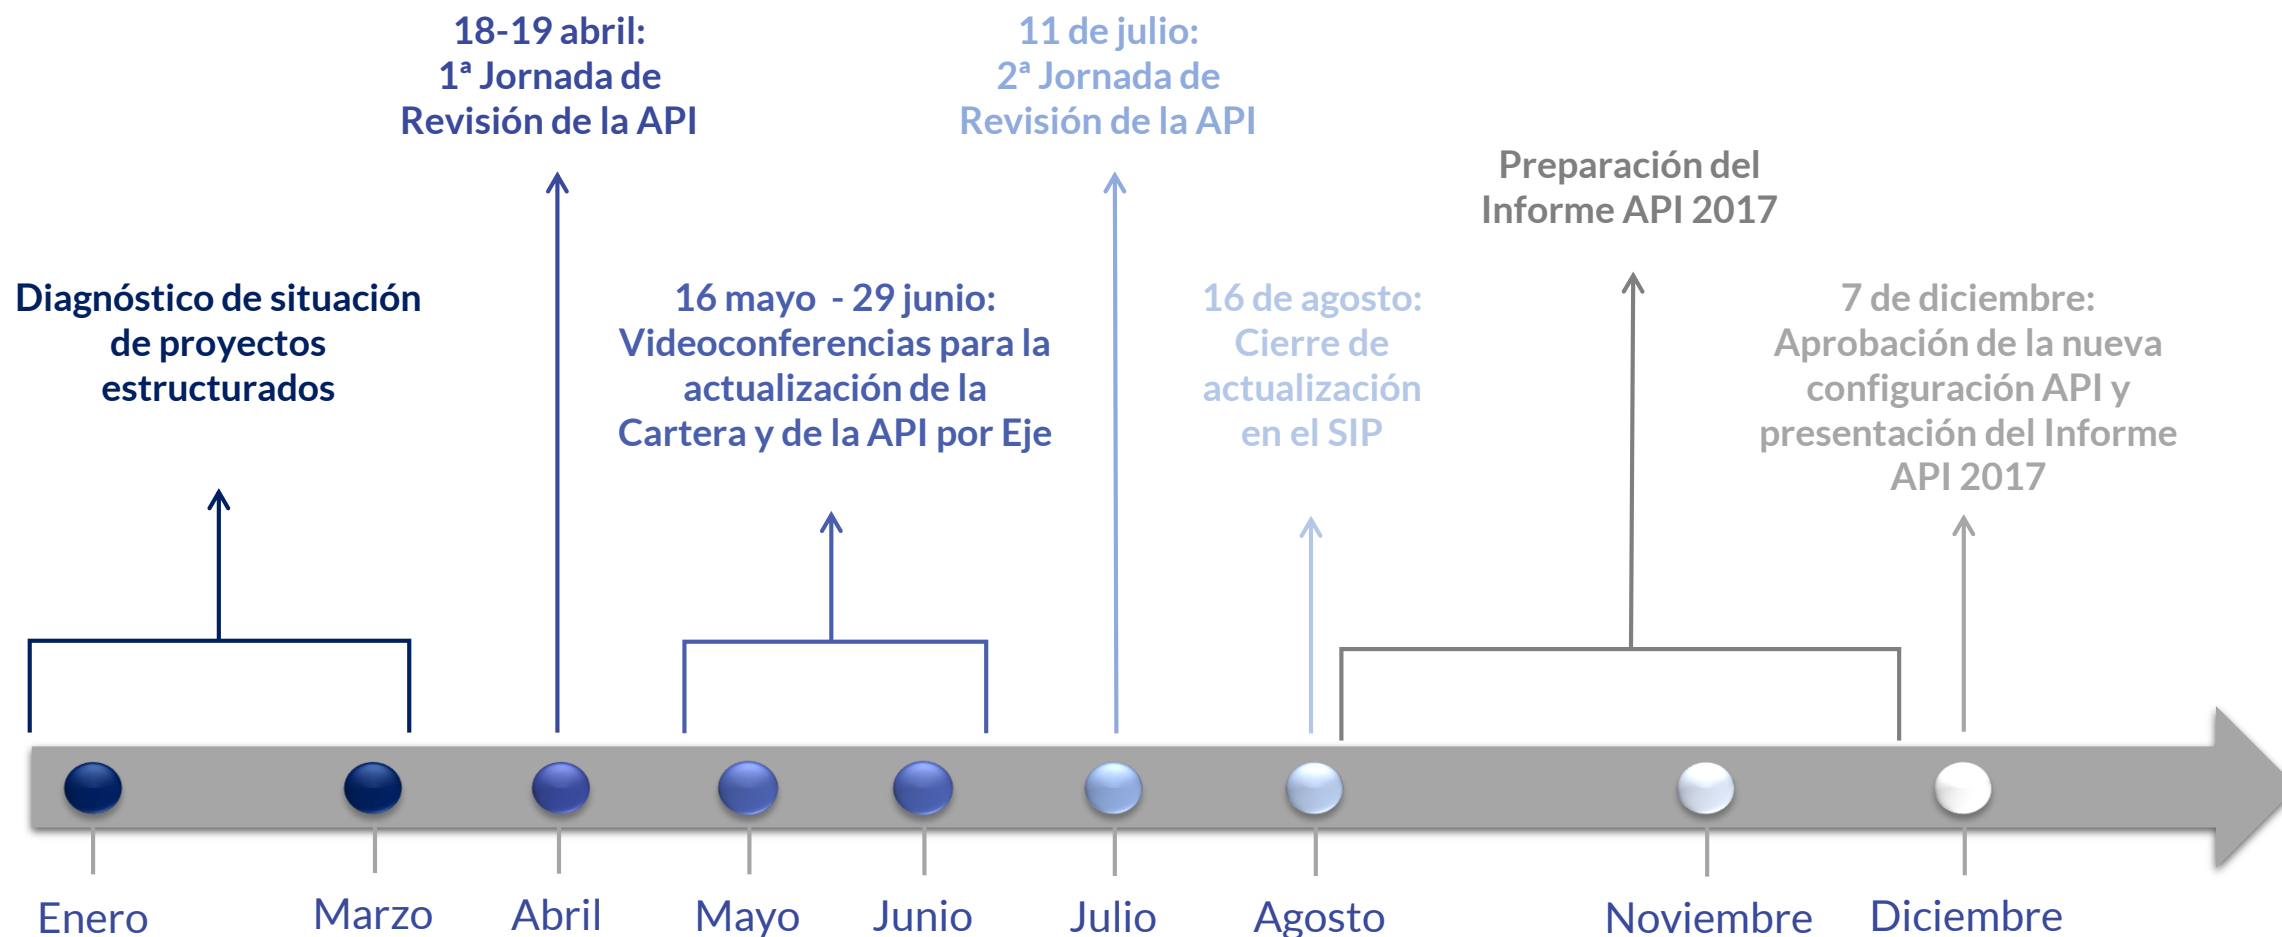 18-19 abril:
1ª Jornada de
Revisión de la API
11 de julio:
2ª Jornada de
Revisión de la API
Preparación del
Informe API 2017
Diagnóstico de situación
de proyectos
estructurados
16 mayo  - 29 junio:
Videoconferencias para la
actualización de la
Cartera y de la API por Eje
16 de agosto:
Cierre de
actualización
en el SIP
7 de diciembre:
Aprobación de la nueva
configuración API y
presentación del Informe
API 2017
Enero
Marzo
Abril
Mayo
Junio
Julio
Agosto
Noviembre
Diciembre